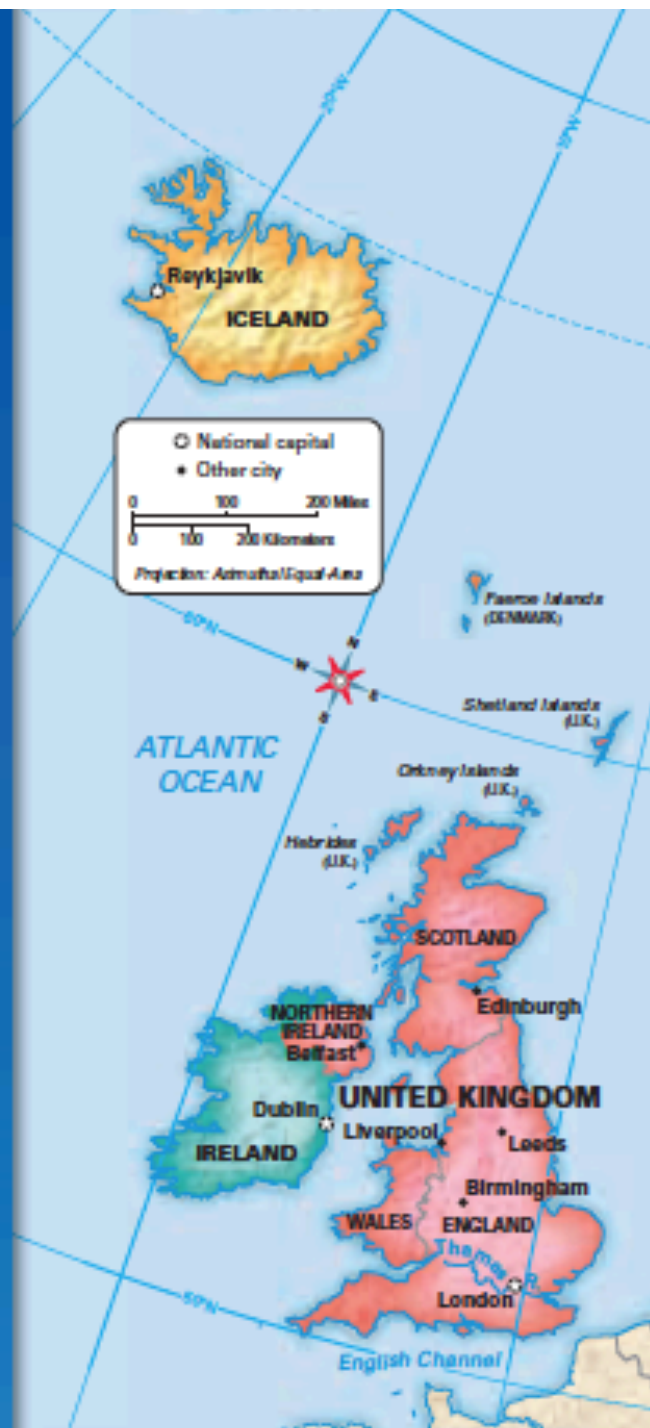 20°W
10°W
Reykjavik
ICELAND
National capital
Other city
0 100 200 Miles
0 100 200 Kilometers
Projection: Azimuthal Equal-Area
60°N
N
W
E
S
Faeroe Islands
(DENMARK)
Shetland Islands
(U.K.)
ATLANTIC
OCEAN
Orkney Islands
(U.K.)
Hebrides
(U.K.)
SCOTLAND
Edinburgh
NORTHERN
IRELAND
Belfast
UNITED KINGDOM
Dublin
Liverpool
Leeds
IRELAND
Birmingham
WALES
ENGLAND
Thames R.
London
50°N
English Channel